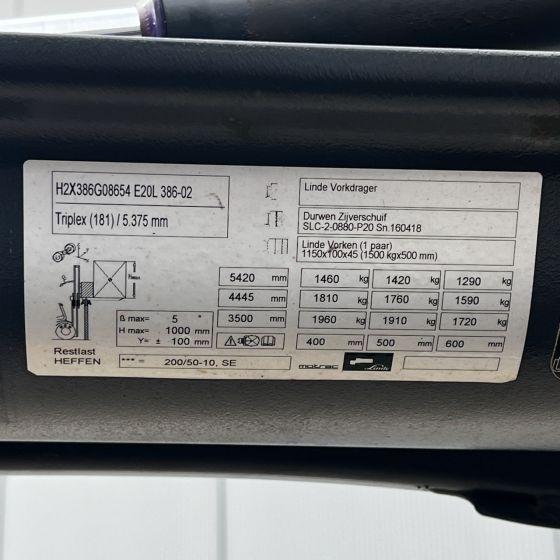 H2X386G08654 E20L 386-02
Triplex (181) / 5.375 mm
Linde Vorkdrager
Durwen Zijverschuif
SLC-2-0880-P20 Sn.160418
Linde Vorken (1 paar)
1150x100x45 (1500 kgx500 mm)
5420 mm 1460 kg 1420 kg 1290 kg
4445 mm 1810 kg 1760 kg 1590 kg
3500 mm 1960 kg 1910 kg 1720 kg
400 mm 500 mm 600 mm
ß max= 5 °
H max= 1000 mm
Y= ± 100 mm
Restlast
HEFFEN
*** = 200/50-10, SE
motrac Linde